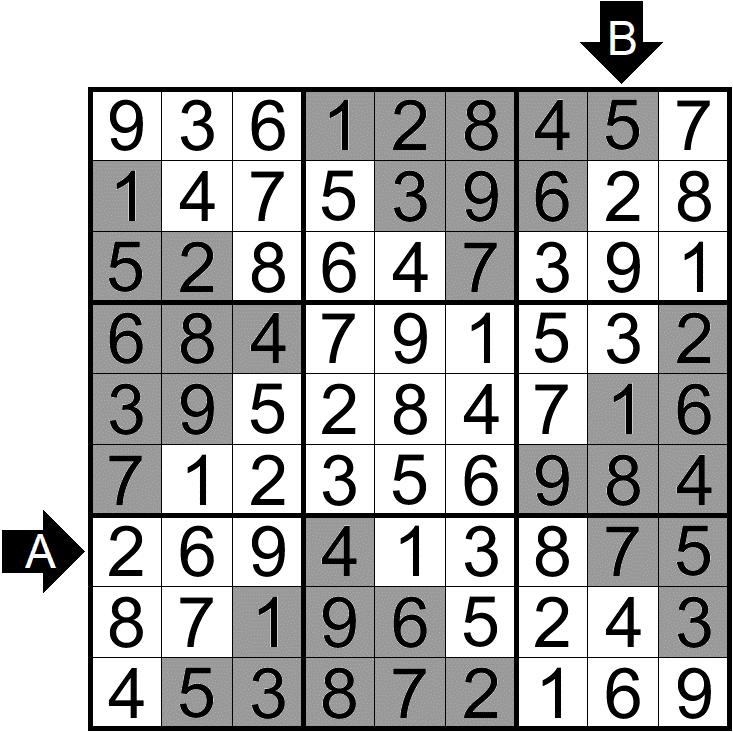 B
9 3 6 1 2 8 4 5 7
1 4 7 5 3 9 6 2 8
5 2 8 6 4 7 3 9 1
6 8 4 7 9 1 5 3 2
3 9 5 2 8 4 7 1 6
7 1 2 3 5 6 9 8 4
A 2 6 9 4 1 3 8 7 5
8 7 1 9 6 5 2 4 3
4 5 3 8 7 2 1 6 9